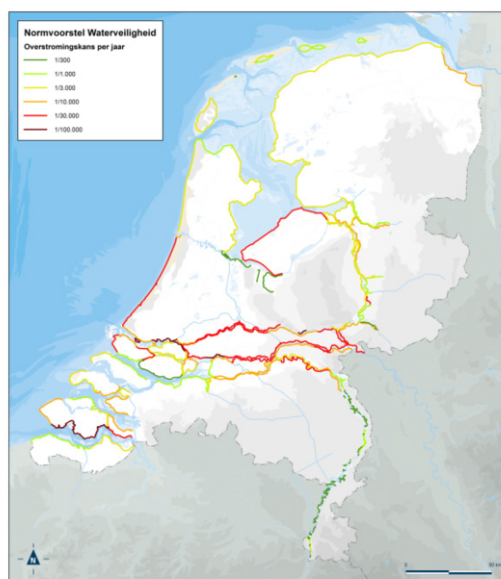 Normvoorstel Waterveiligheid
Overstromingskans per jaar
1/300
1/1.000
1/3.000
1/10.000
1/30.000
1/100.000
N
0